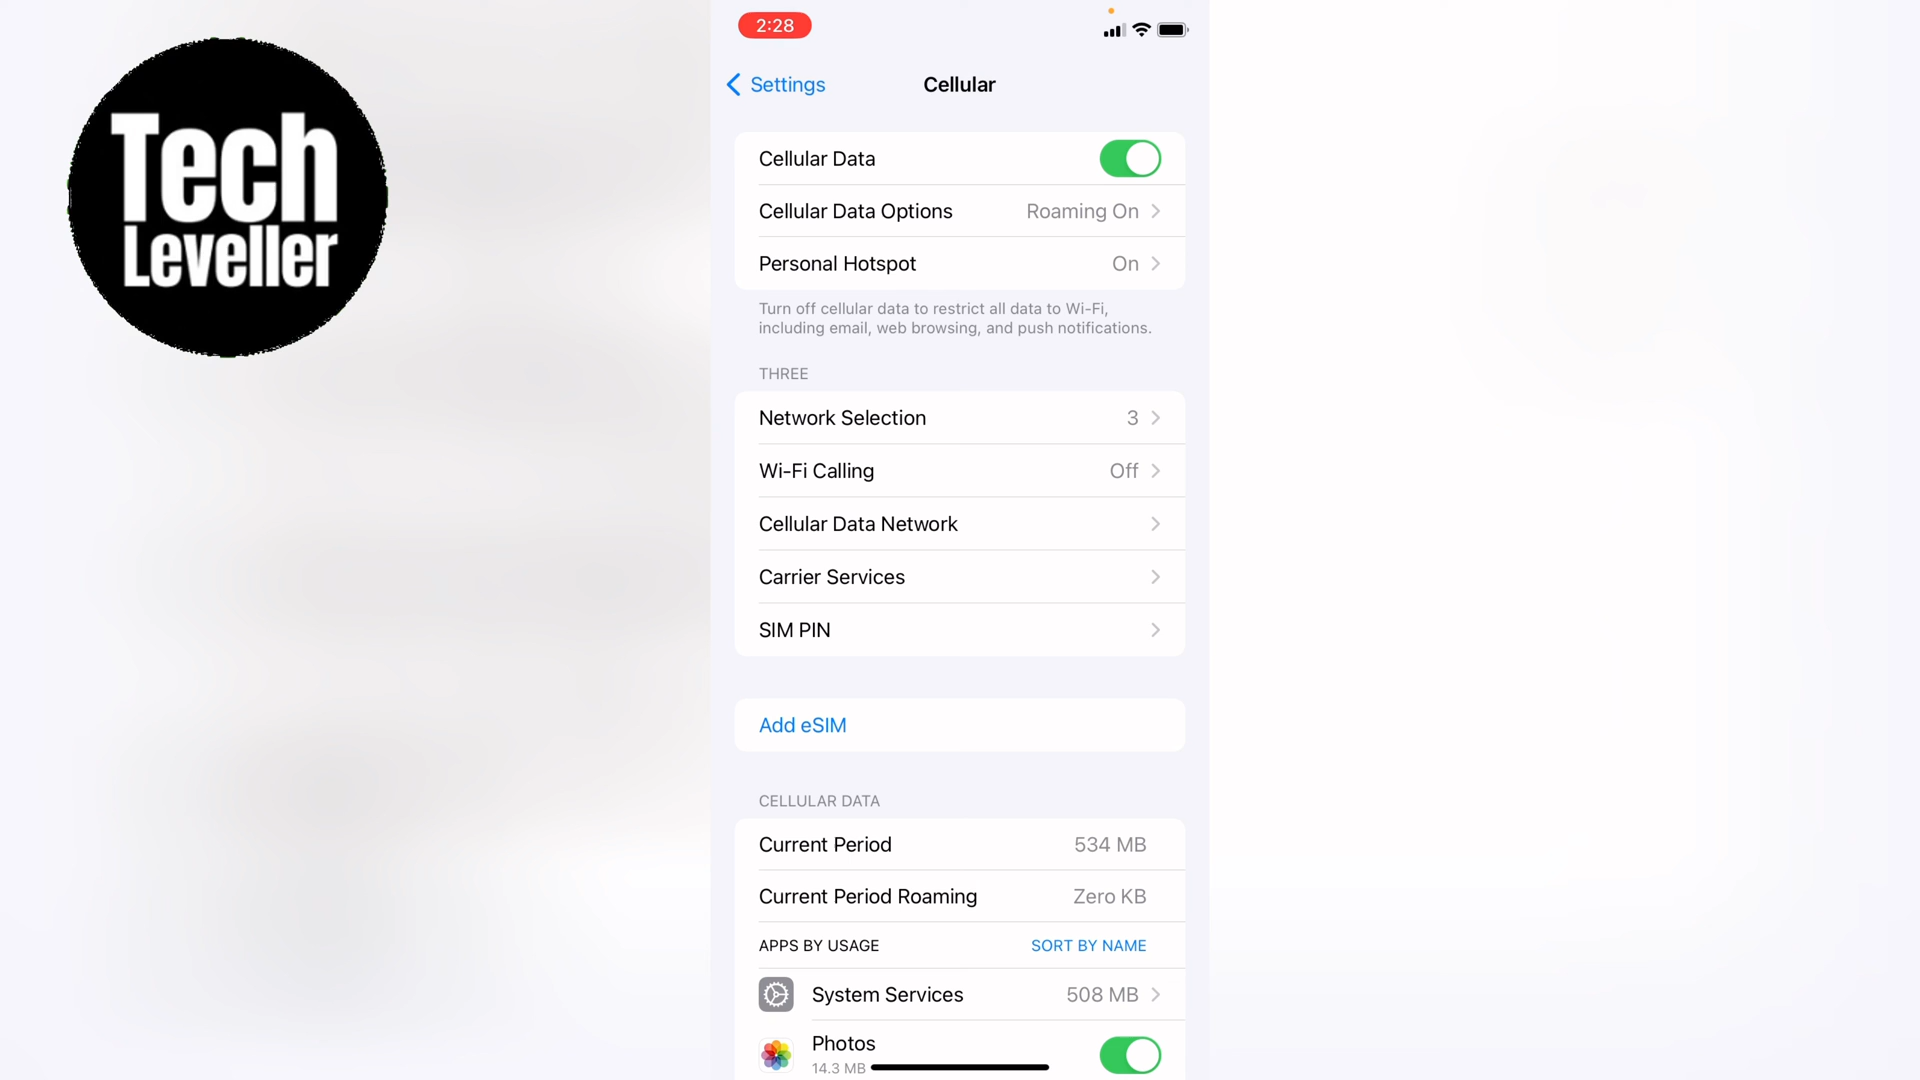 Tech
Leveller
2:28
Settings
Cellular
Cellular Data
Cellular Data Options Roaming On
Personal Hotspot On
Turn off cellular data to restrict all data to Wi-Fi,
including email, web browsing, and push notifications.
THREE
Network Selection 3
Wi-Fi Calling Off
Cellular Data Network
Carrier Services
SIM PIN
Add eSIM
CELLULAR DATA
Current Period 534 MB
Current Period Roaming Zero KB
APPS BY USAGE SORT BY NAME
System Services 508 MB
Photos
14.3 MB